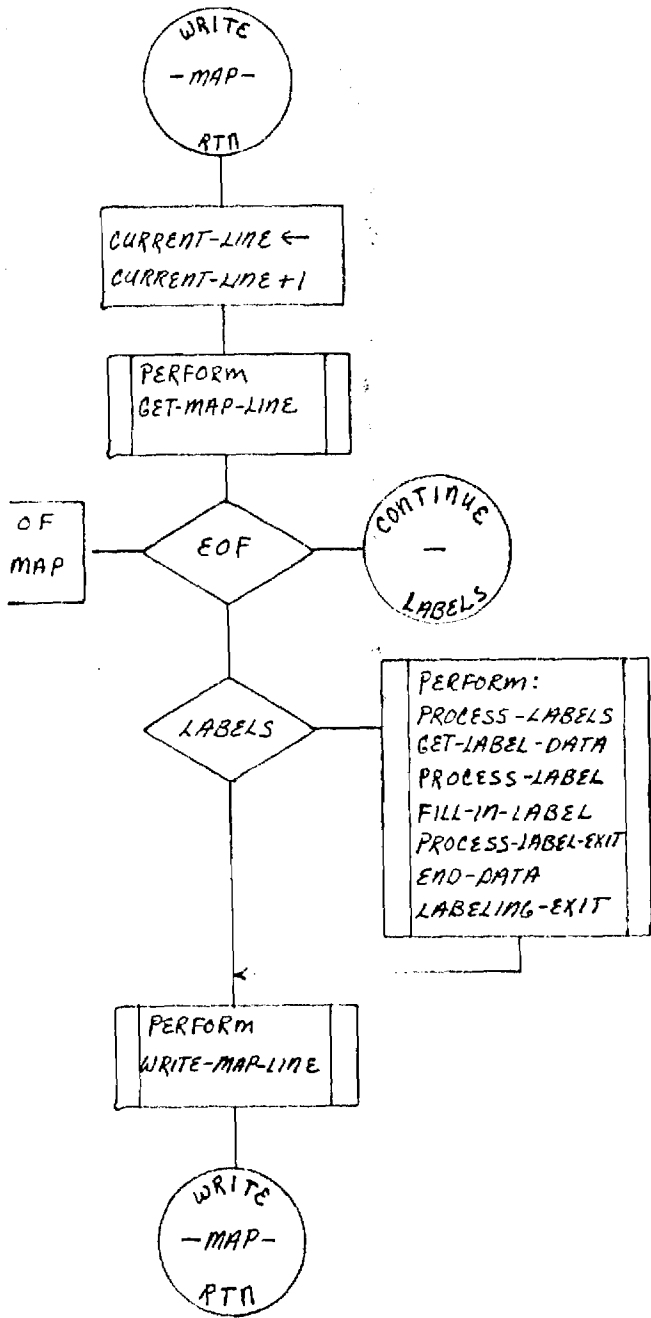 WRITE
-MAP-
RTN
CURRENT-LINE ←
CURRENT-LINE +1
PERFORM
GET-MAP-LINE
OF
MAP
EOF
CONTINUE
-
LABELS
LABELS
PERFORM:
PROCESS-LABELS
GET-LABEL-DATA
PROCESS-LABEL
FILL-IN-LABEL
PROCESS-LABEL-EXIT
END-DATA
LABELING-EXIT
PERFORM
WRITE-MAP-LINE
WRITE
-MAP-
RTN